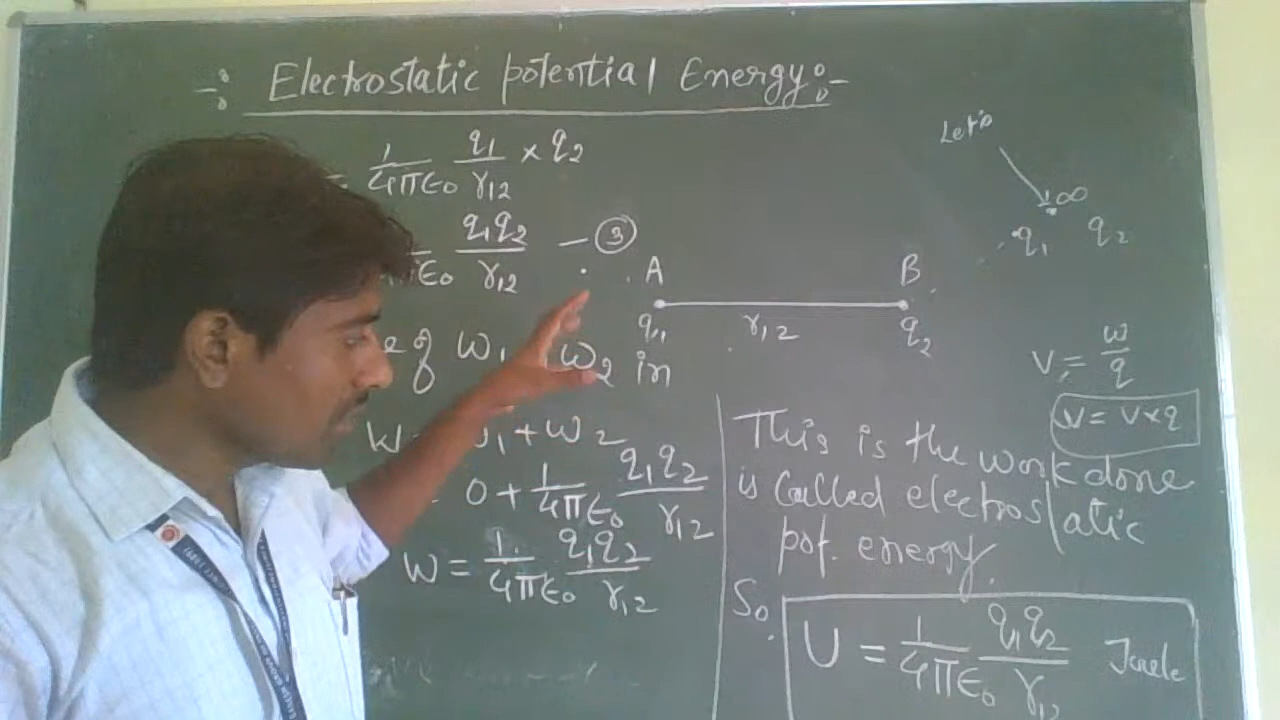 -: Electrostatic potential Energy:-
= 1/4πε₀ q₁/r₁₂ × q₂
ε₀ q₁q₂/r₁₂ — ③
of W₁ W₂ in
W = W₁ + W₂
= 0 + 1/4πε₀ q₁q₂/r₁₂
W = 1/4πε₀ q₁q₂/r₁₂
Let's
∞
q₁ q₂
A B
q₁ r₁₂ q₂
V = W/q
W = V×q
This is the work done
is Called electrostatic
pot. energy.
So.
U = 1/4πε₀ q₁q₂/r₁₂ Joule